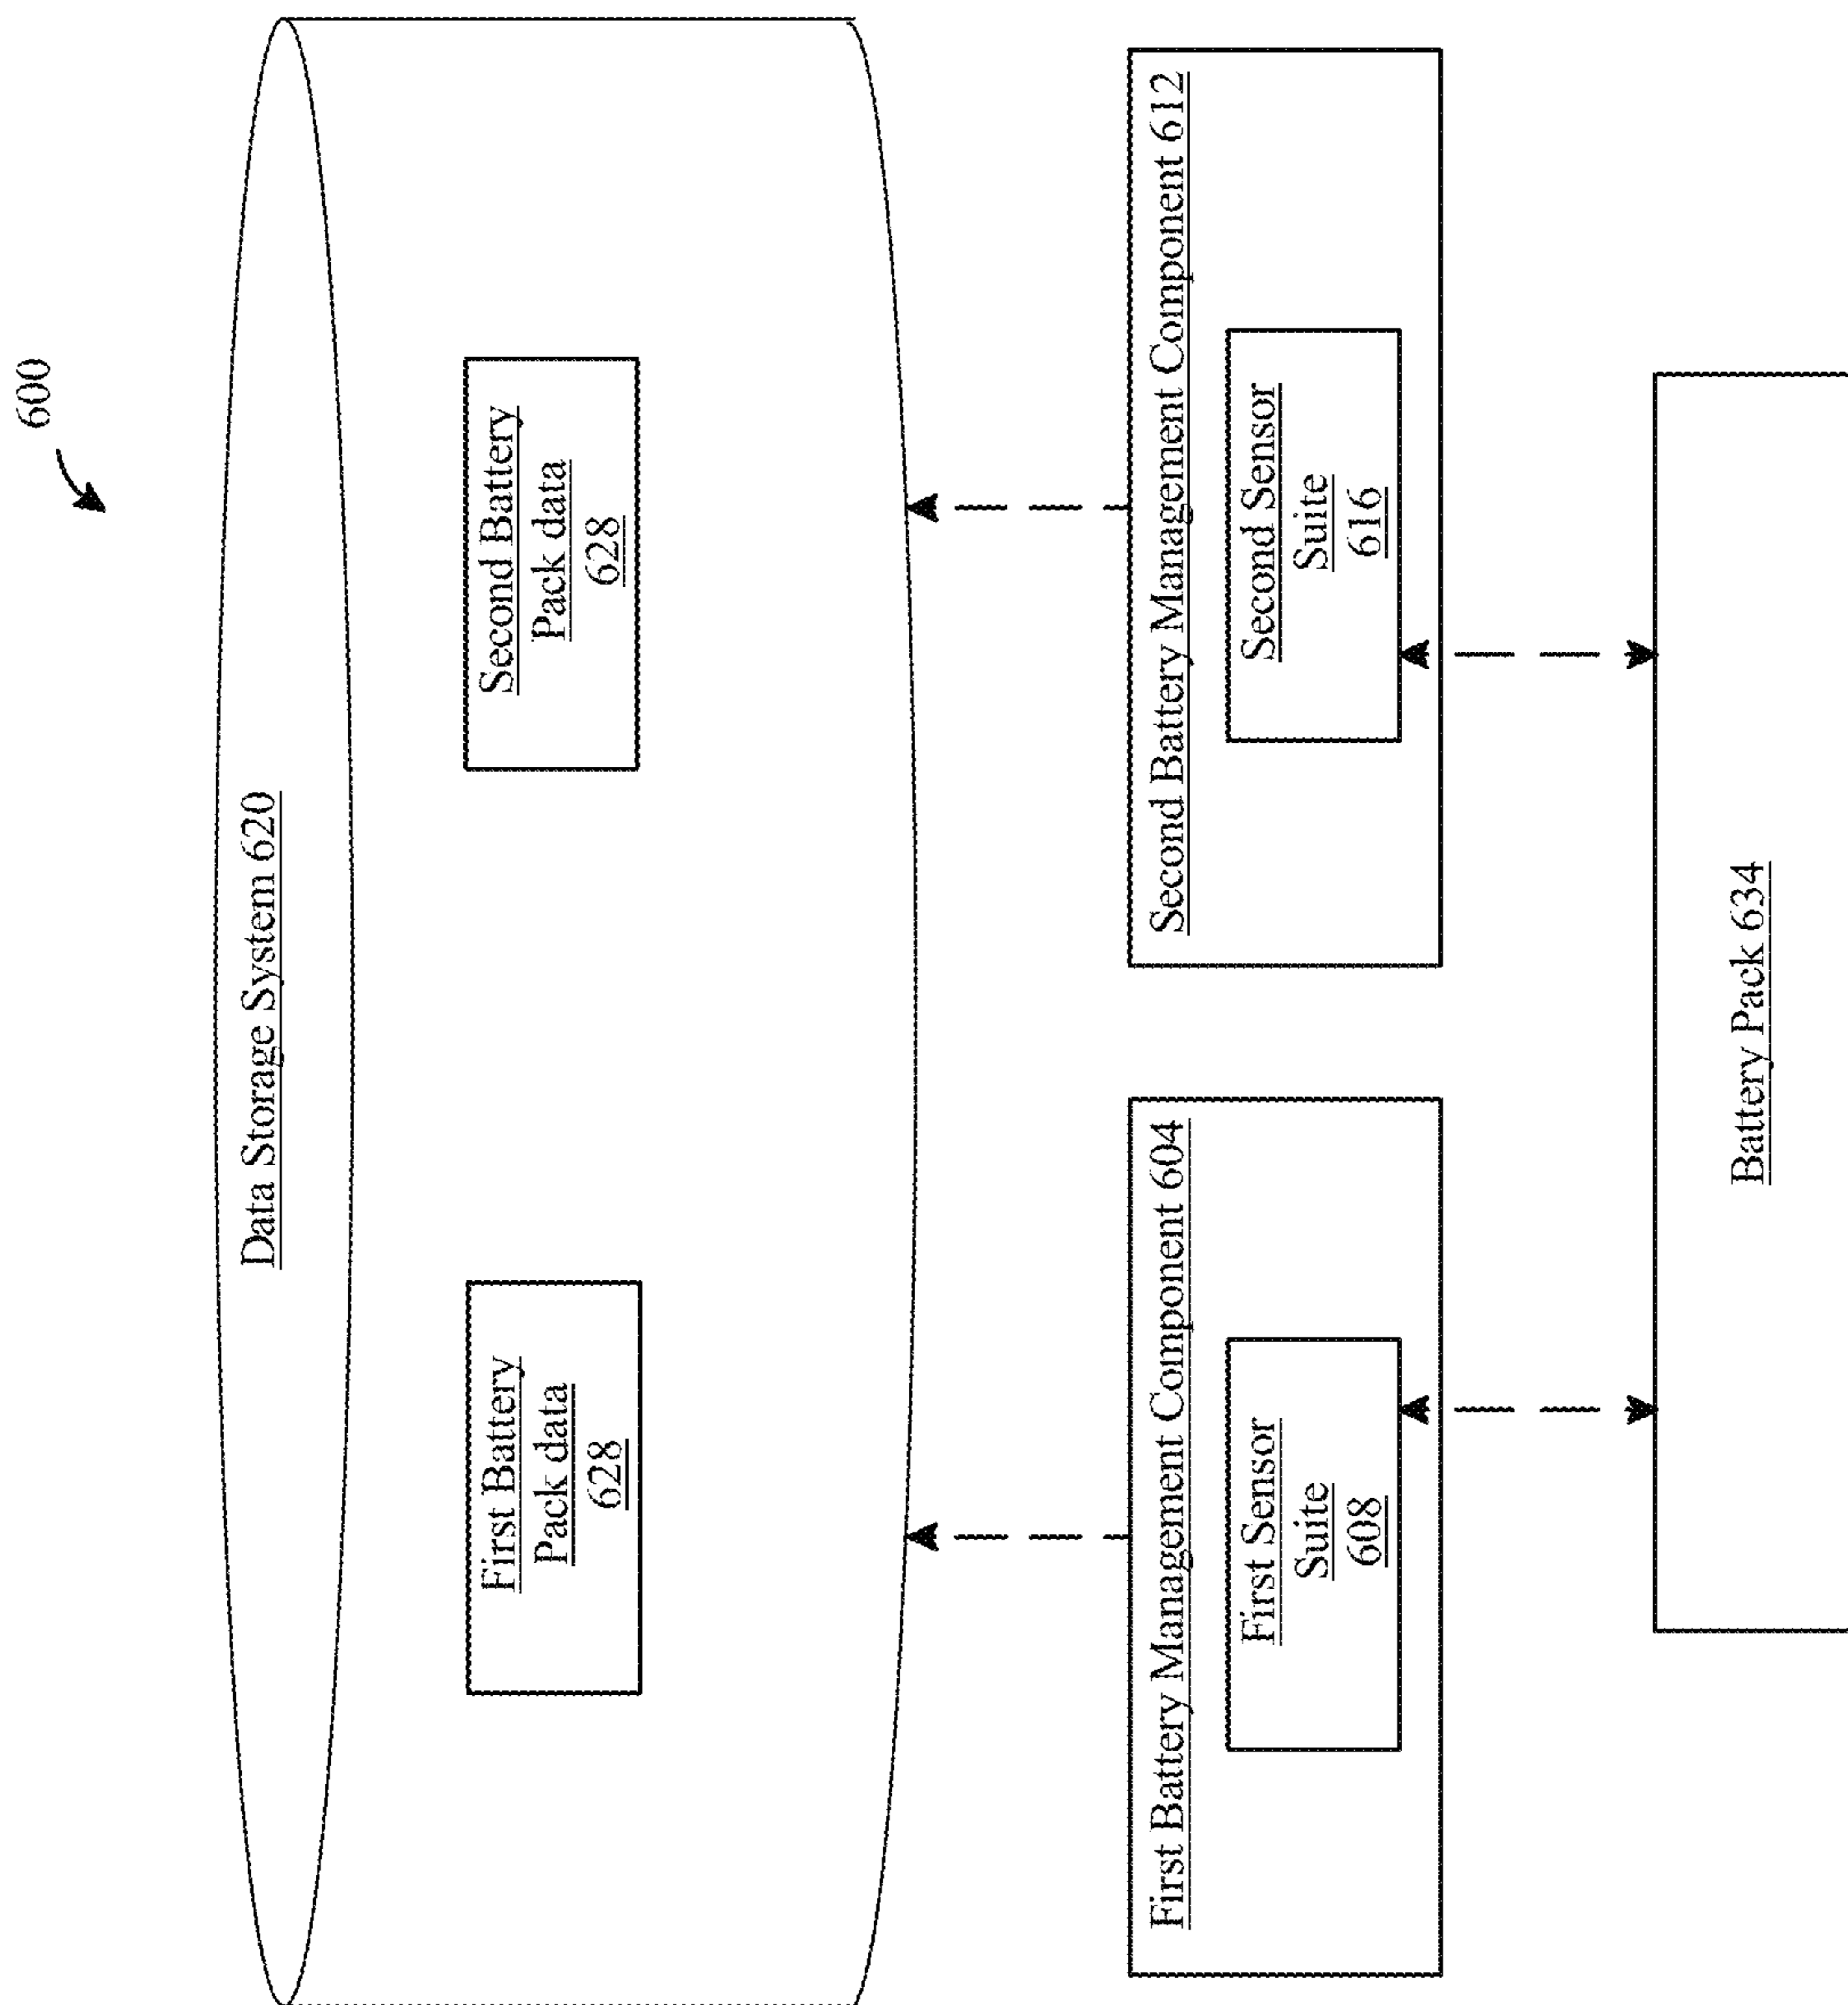 600
Data Storage System 620
First Battery
Pack data
628
Second Battery
Pack data
628
First Battery Management Component 604
First Sensor
Suite
608
Second Battery Management Component 612
Second Sensor
Suite
616
Battery Pack 634